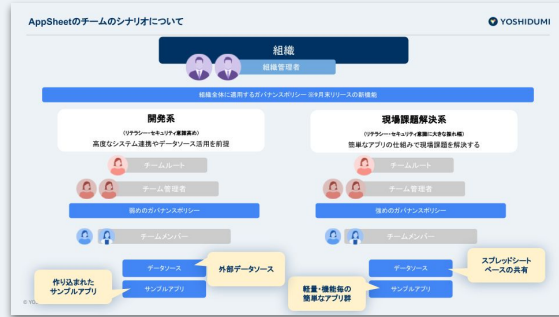 AppSheetのチームのシナリオについて
YOSHIDUMI
組織
組織管理者
組織全体に適用するガバナンスポリシー ※9月末リリースの新機能
開発系
(リテラシー・セキュリティ意識高め)
高度なシステム連携やデータソース活用を前提
チームルート
チーム管理者
弱めのガバナンスポリシー
チームメンバー
データソース
サンプルアプリ
外部データソース
作り込まれた
サンプルアプリ
現場課題解決系
(リテラシー・セキュリティ意識に大きな振れ幅)
簡単なアプリの仕組みで現場課題を解決する
チームルート
チーム管理者
強めのガバナンスポリシー
チームメンバー
データソース
サンプルアプリ
スプレッドシート
ベースの共有
軽量・機能毎の
簡単なアプリ群